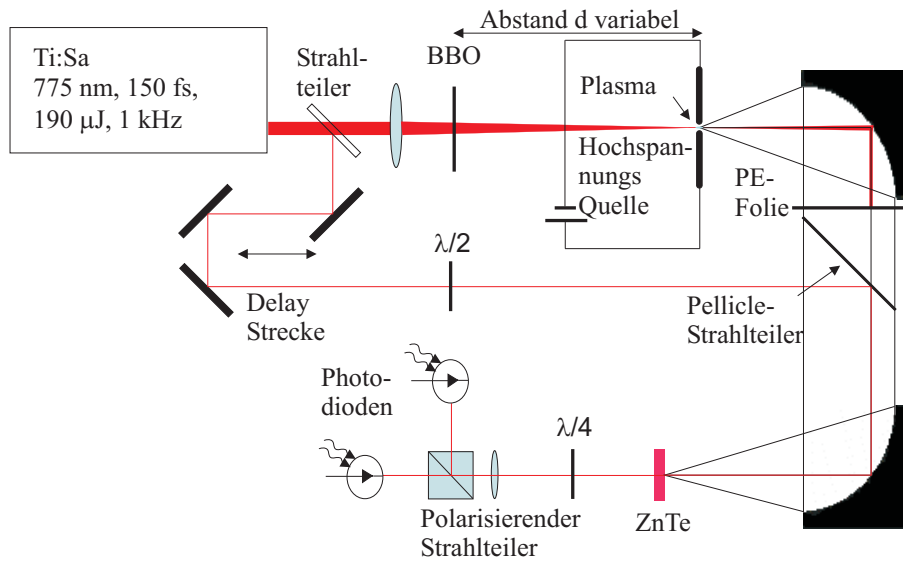 Ti:Sa
775 nm, 150 fs,
190 µJ, 1 kHz
Strahl-
teiler
BBO
Abstand d variabel
Plasma
Hochspan-
nungs
Quelle
PE-
Folie
λ/2
Delay
Strecke
Pellicle-
Strahlteiler
Photo-
dioden
λ/4
Polarisierender
Strahlteiler
ZnTe